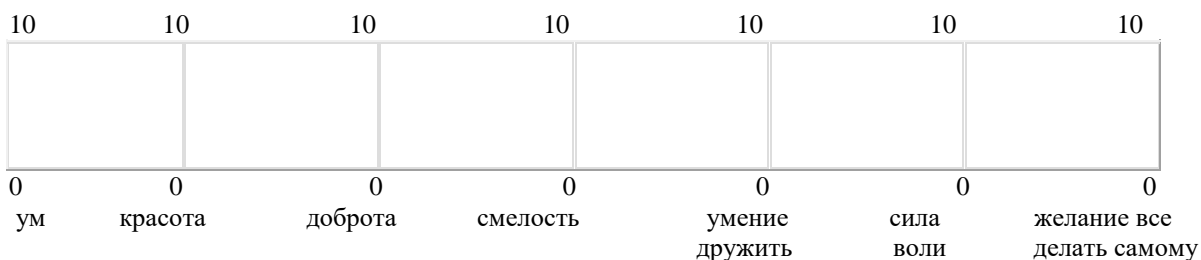 10 10 10 10 10 10 10
0 0 0 0 0 0 0
ум красота доброта смелость умение сила желание все
дружить воли делать самому